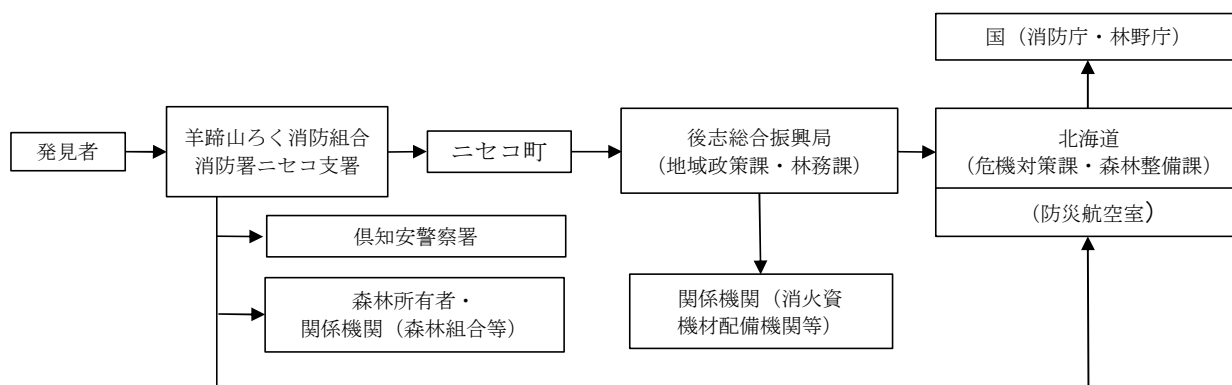 国（消防庁・林野庁）
発見者
羊蹄山ろく消防組合
消防署ニセコ支署
ニセコ町
後志総合振興局
（地域政策課・林務課）
北海道
（危機対策課・森林整備課）
（防災航空室）
倶知安警察署
森林所有者・
関係機関（森林組合等）
関係機関（消火資
機材配備機関等）